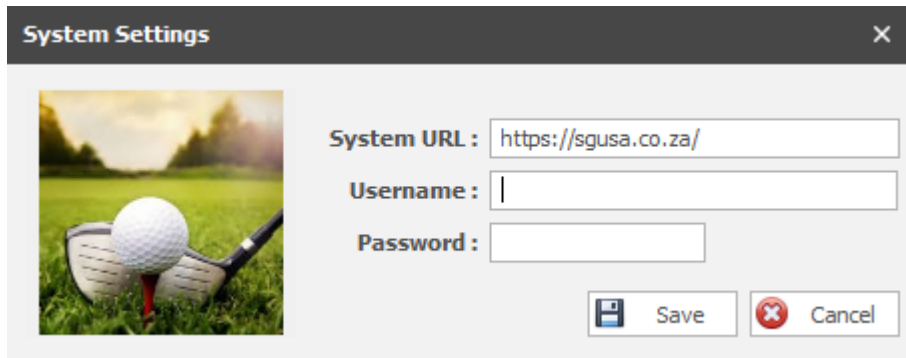 System Settings
System URL : https://sgusa.co.za/
Username :
Password :
Save Cancel